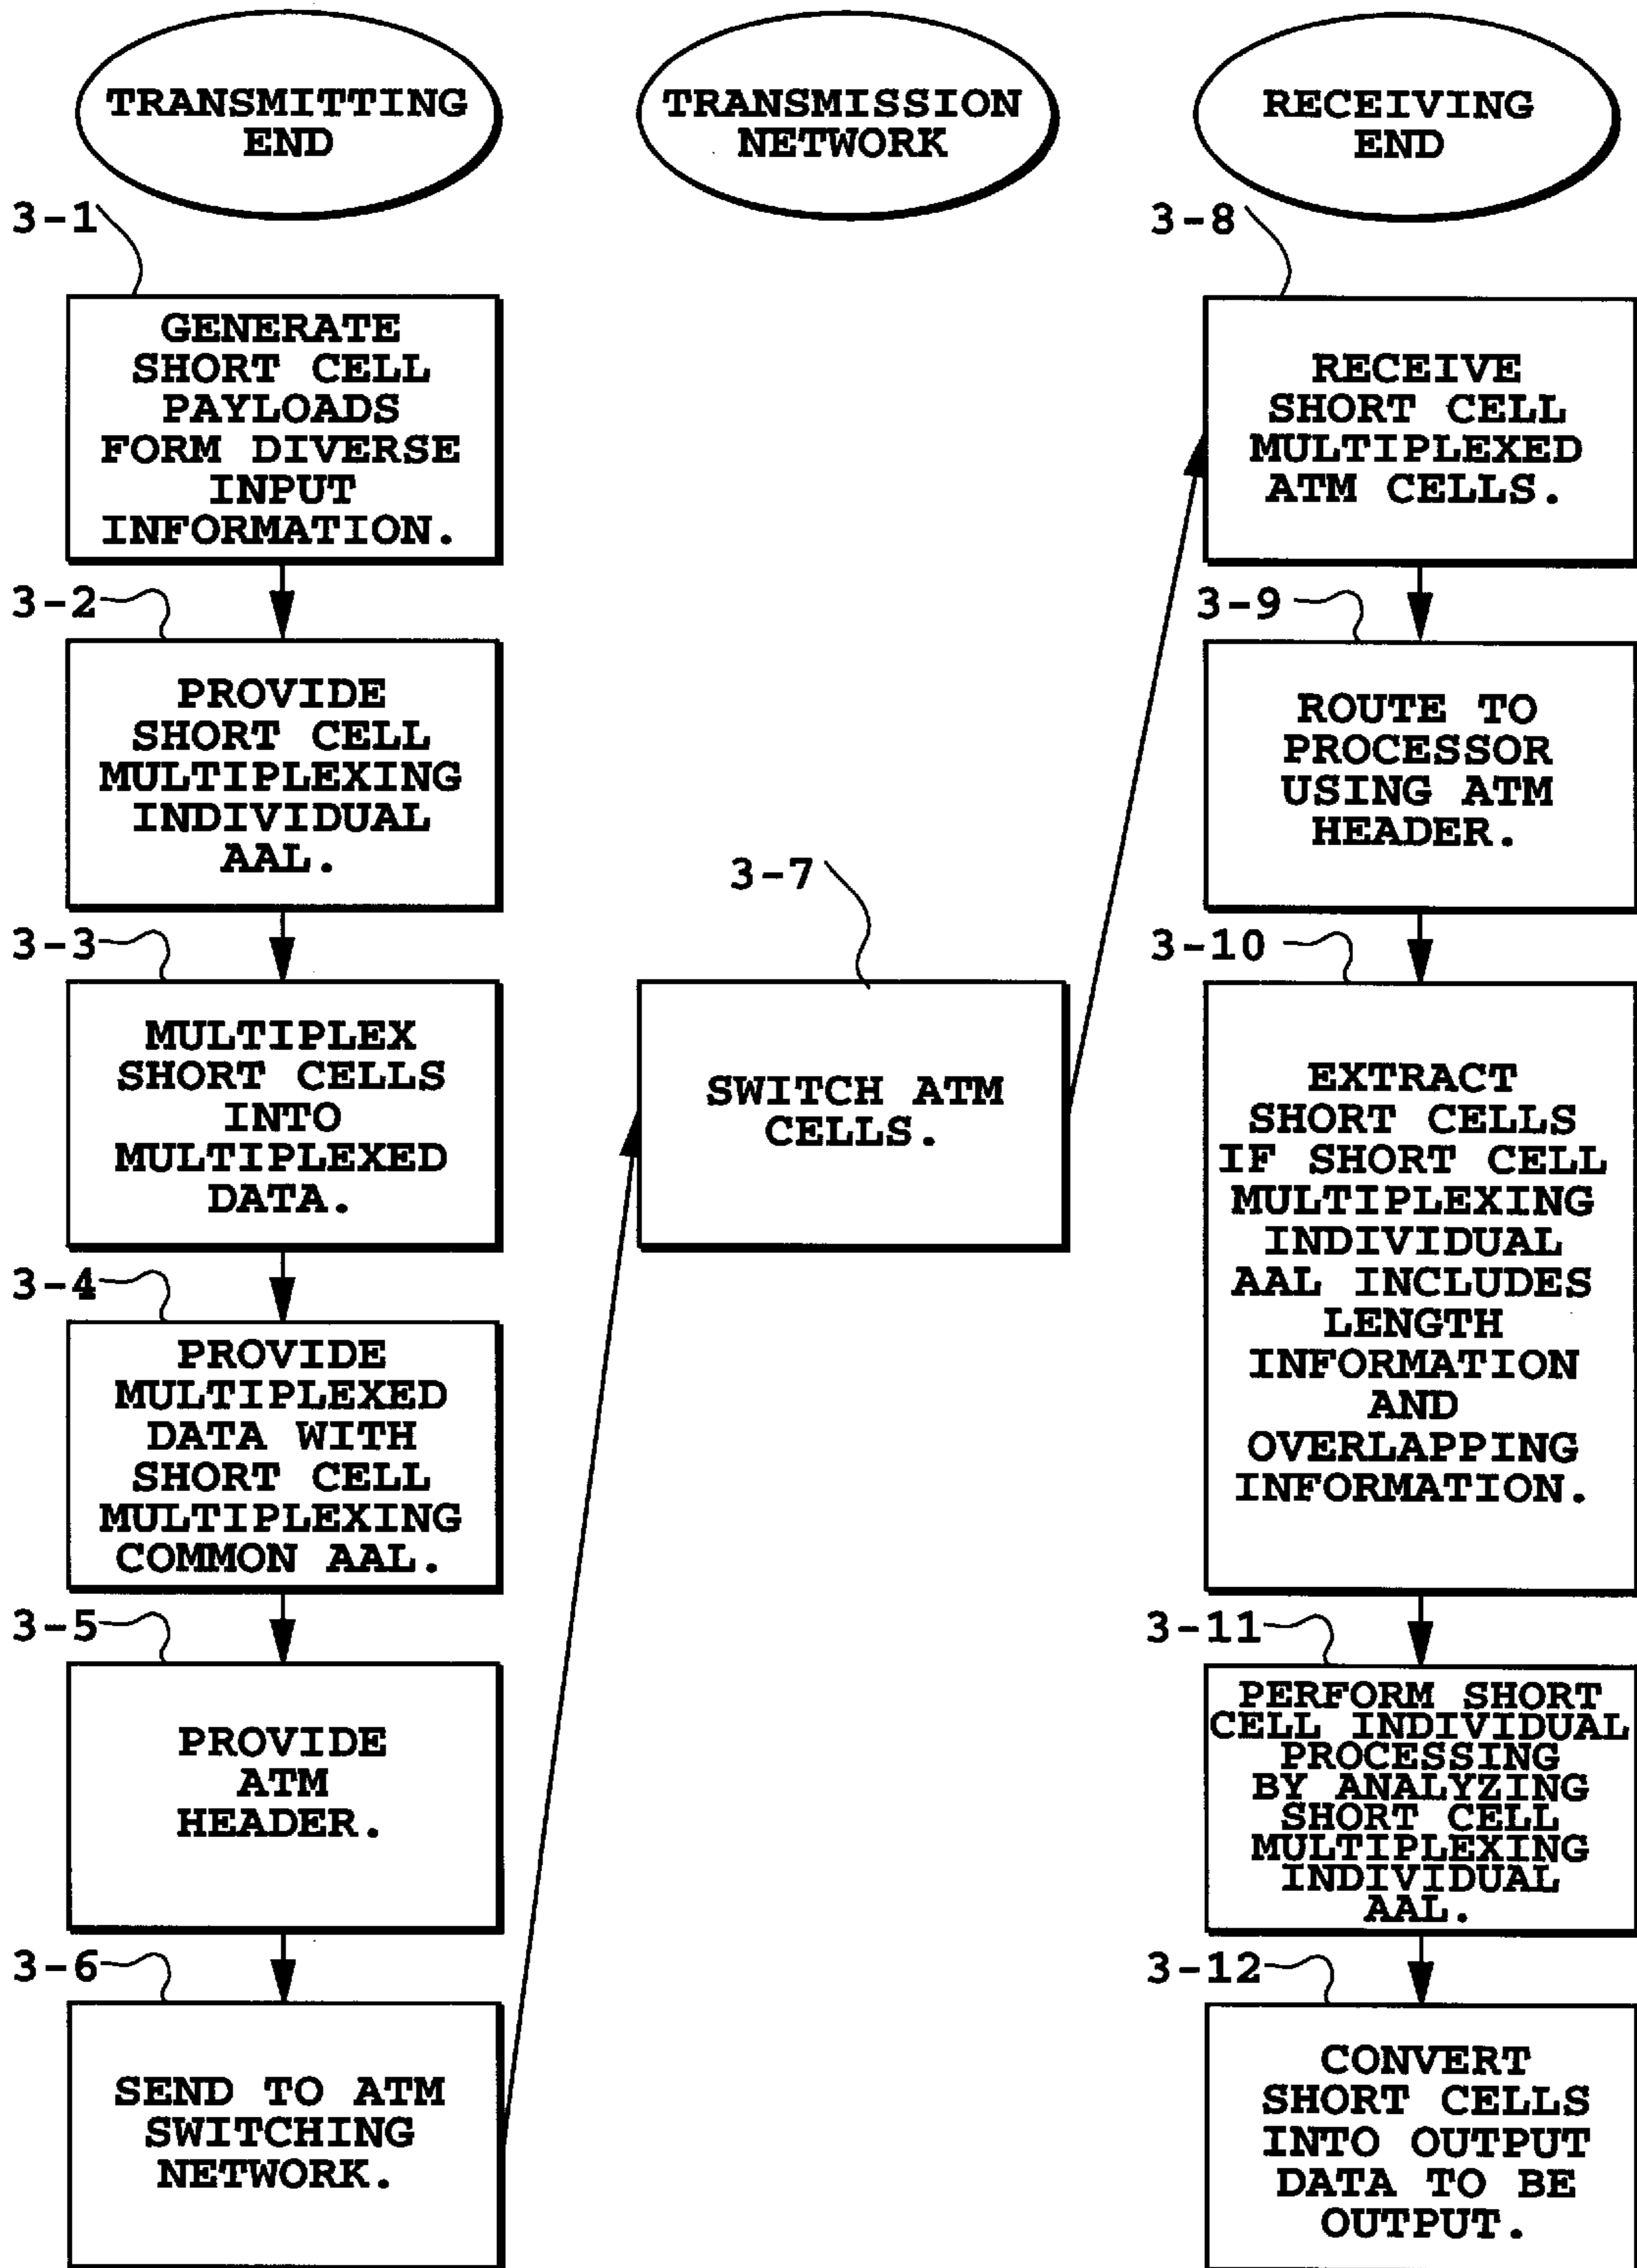 TRANSMITTING
END
3-1
GENERATE
SHORT CELL
PAYLOADS
FORM DIVERSE
INPUT
INFORMATION.
3-2
PROVIDE
SHORT CELL
MULTIPLEXING
INDIVIDUAL
AAL.
3-3
MULTIPLEX
SHORT CELLS
INTO
MULTIPLEXED
DATA.
3-4
PROVIDE
MULTIPLEXED
DATA WITH
SHORT CELL
MULTIPLEXING
COMMON AAL.
3-5
PROVIDE
ATM
HEADER.
3-6
SEND TO ATM
SWITCHING
NETWORK.
TRANSMISSION
NETWORK
3-7
SWITCH ATM
CELLS.
RECEIVING
END
3-8
RECEIVE
SHORT CELL
MULTIPLEXED
ATM CELLS.
3-9
ROUTE TO
PROCESSOR
USING ATM
HEADER.
3-10
EXTRACT
SHORT CELLS
IF SHORT CELL
MULTIPLEXING
INDIVIDUAL
AAL INCLUDES
LENGTH
INFORMATION
AND
OVERLAPPING
INFORMATION.
3-11
PERFORM SHORT
CELL INDIVIDUAL
PROCESSING
BY ANALYZING
SHORT CELL
MULTIPLEXING
INDIVIDUAL
AAL.
3-12
CONVERT
SHORT CELLS
INTO OUTPUT
DATA TO BE
OUTPUT.